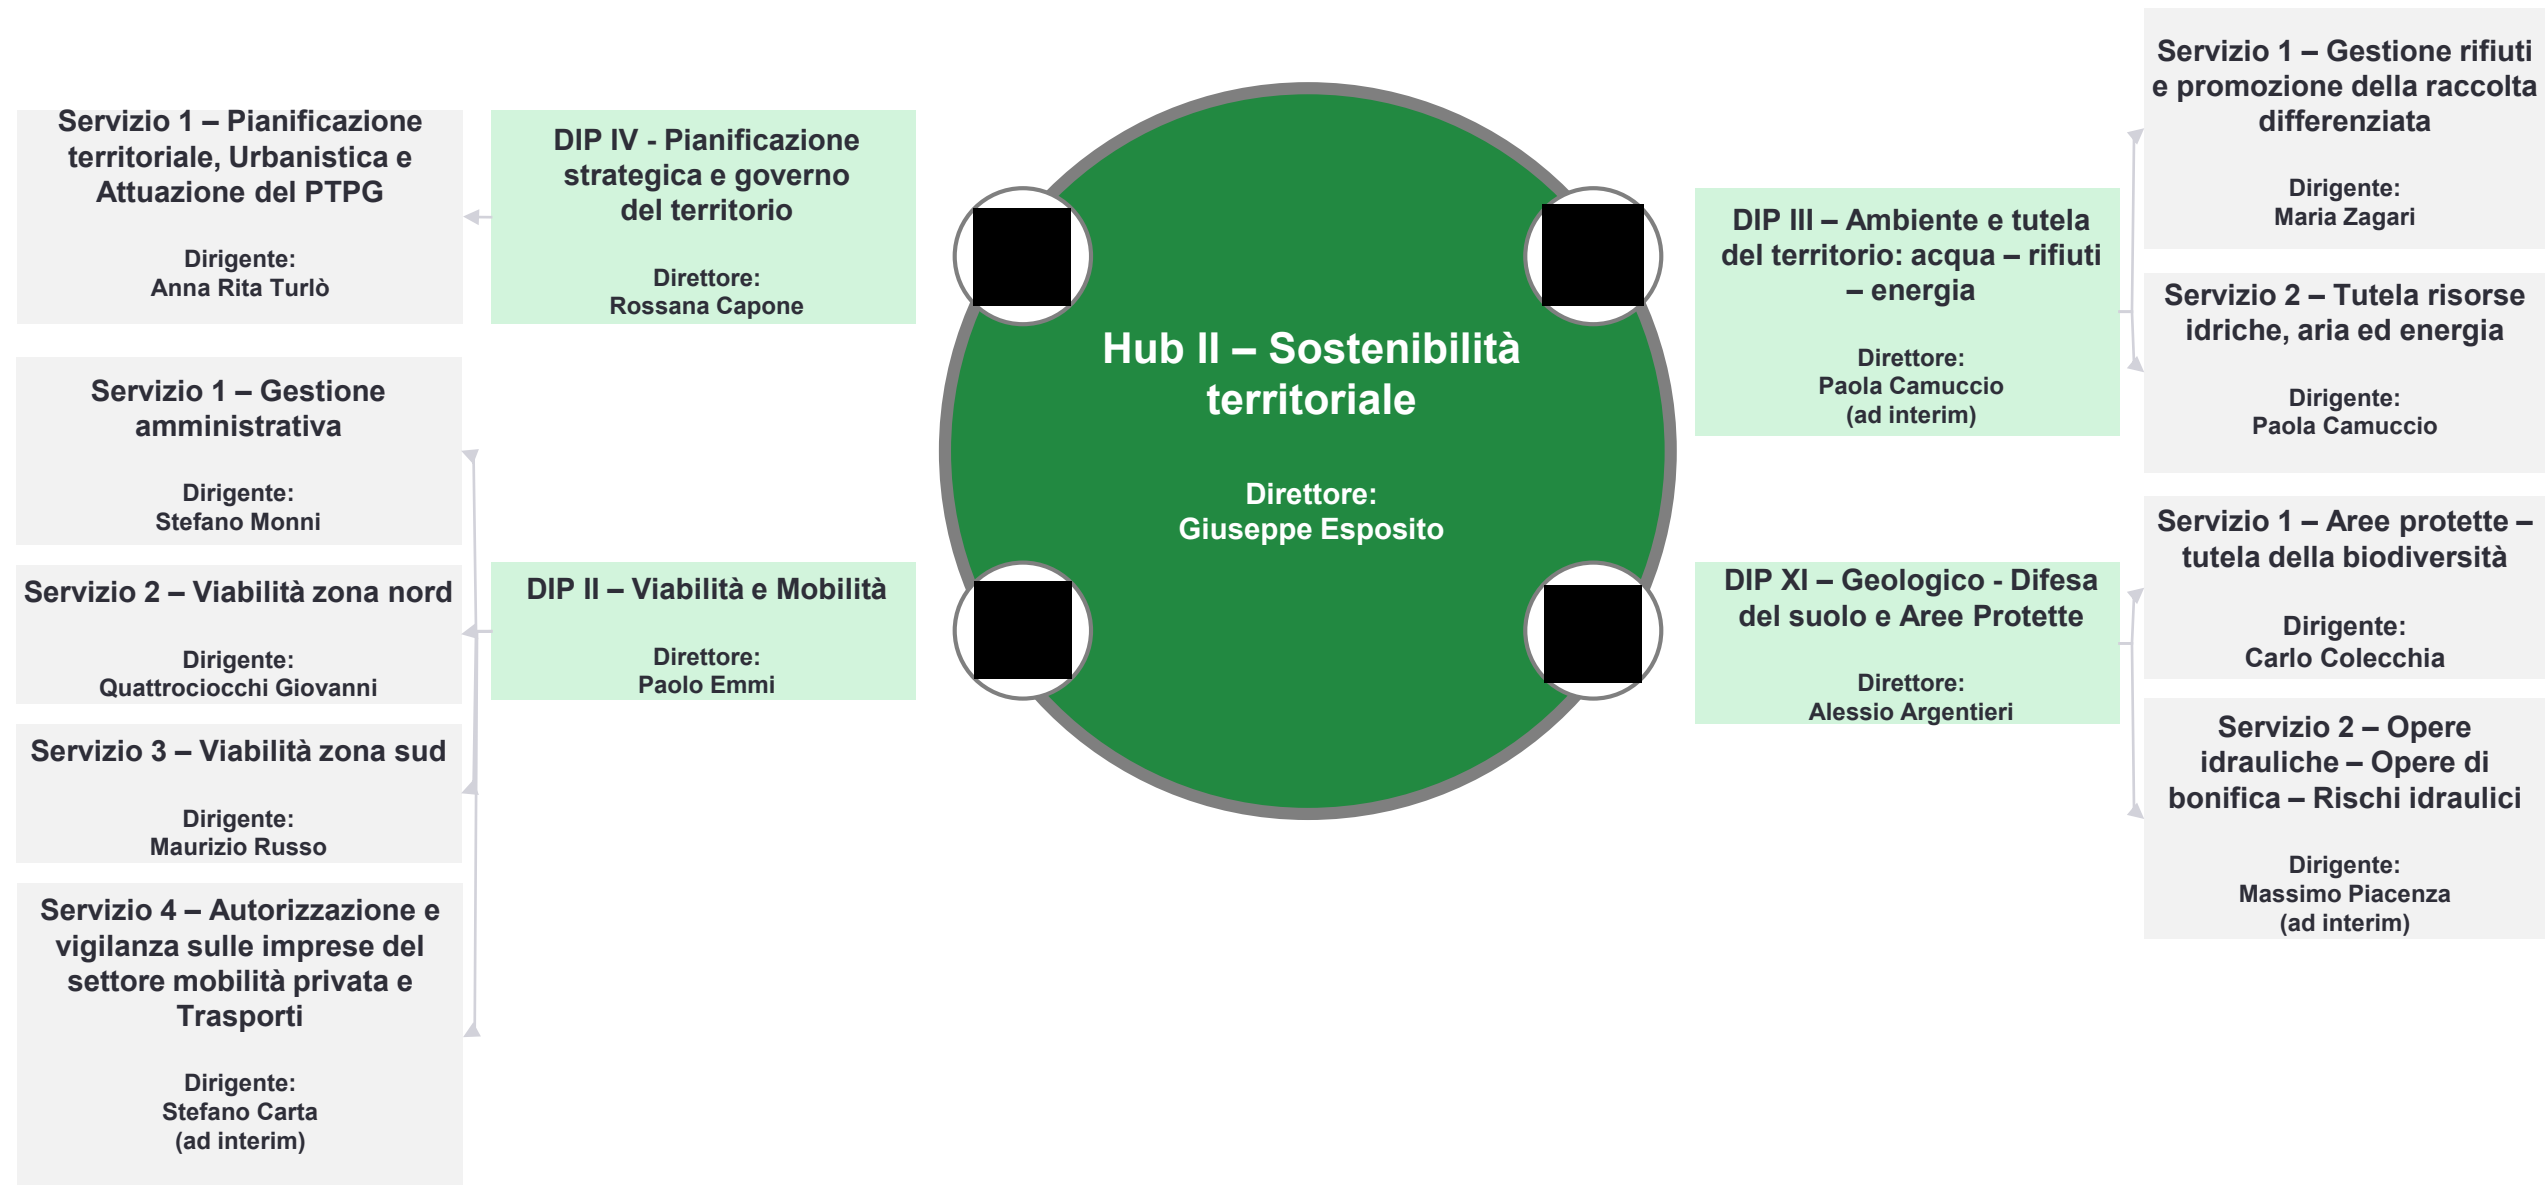 Servizio 1 – Pianificazione
territoriale, Urbanistica e
Attuazione del PTPG
Dirigente:
Anna Rita Turlò
DIP IV - Pianificazione
strategica e governo
del territorio
Direttore:
Rossana Capone
Servizio 1 – Gestione
amministrativa
Dirigente:
Stefano Monni
Servizio 2 – Viabilità zona nord
Dirigente:
Quattrociocchi Giovanni
Servizio 3 – Viabilità zona sud
Dirigente:
Maurizio Russo
Servizio 4 – Autorizzazione e
vigilanza sulle imprese del
settore mobilità privata e
Trasporti
Dirigente:
Stefano Carta
(ad interim)
DIP II – Viabilità e Mobilità
Direttore:
Paolo Emmi
Hub II – Sostenibilità
territoriale
Direttore:
Giuseppe Esposito
DIP III – Ambiente e tutela
del territorio: acqua – rifiuti
– energia
Direttore:
Paola Camuccio
(ad interim)
Servizio 1 – Gestione rifiuti
e promozione della raccolta
differenziata
Dirigente:
Maria Zagari
Servizio 2 – Tutela risorse
idriche, aria ed energia
Dirigente:
Paola Camuccio
DIP XI – Geologico - Difesa
del suolo e Aree Protette
Direttore:
Alessio Argentieri
Servizio 1 – Aree protette –
tutela della biodiversità
Dirigente:
Carlo Colecchia
Servizio 2 – Opere
idrauliche – Opere di
bonifica – Rischi idraulici
Dirigente:
Massimo Piacenza
(ad interim)